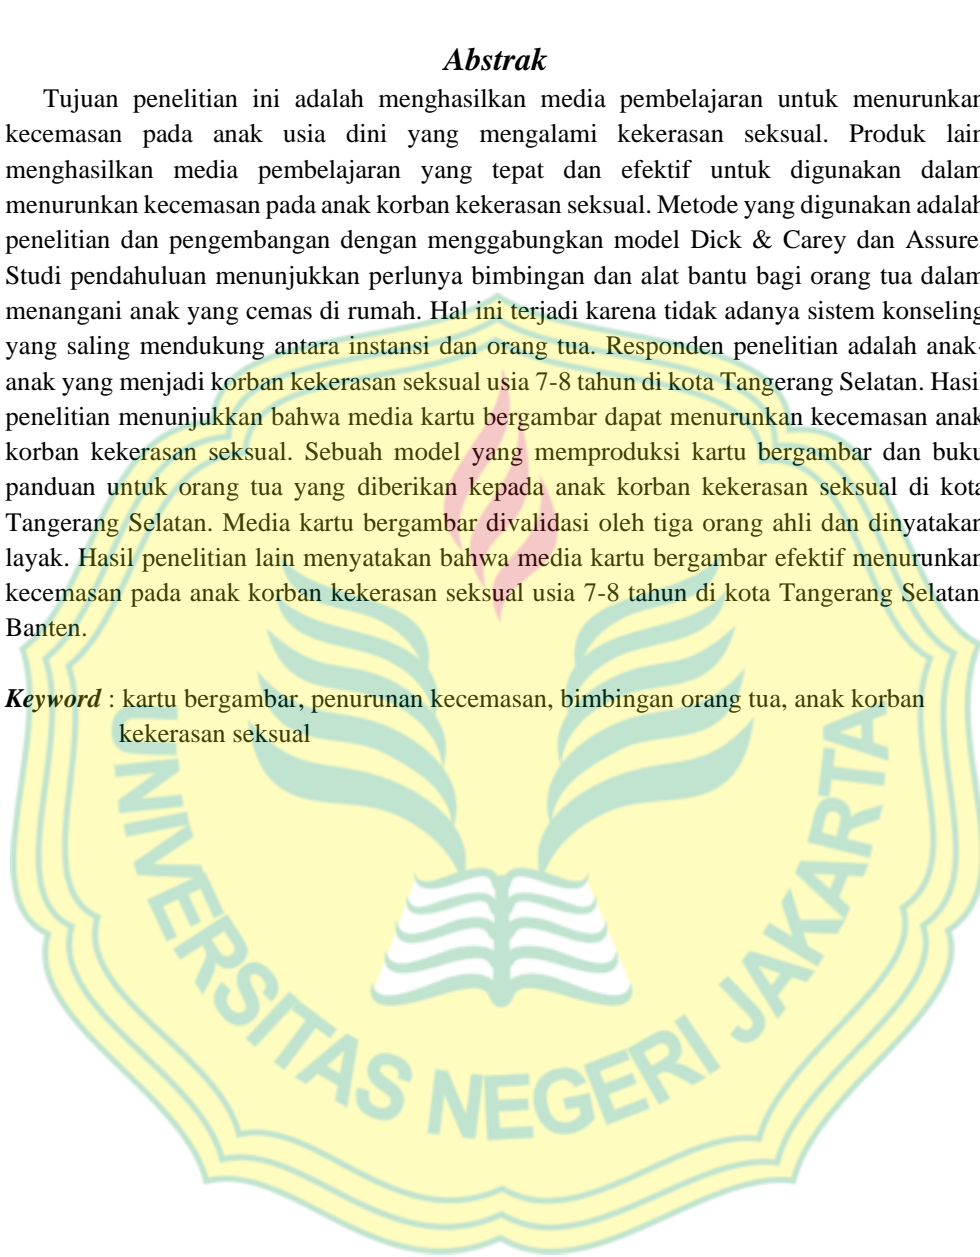 Abstrak
Tujuan penelitian ini adalah menghasilkan media pembelajaran untuk menurunkan
kecemasan pada anak usia dini yang mengalami kekerasan seksual. Produk lain
menghasilkan media pembelajaran yang tepat dan efektif untuk digunakan dalam
menurunkan kecemasan pada anak korban kekerasan seksual. Metode yang digunakan adalah
penelitian dan pengembangan dengan menggabungkan model Dick & Carey dan Assure
Studi pendahuluan menunjukkan perlunya bimbingan dan alat bantu bagi orang tua dalam
menangani anak yang cemas di rumah. Hal ini terjadi karena tidak adanya sistem konseling
yang saling mendukung antara instansi dan orang tua. Responden penelitian adalah anak-
anak yang menjadi korban kekerasan seksual usia 7-8 tahun di kota Tangerang Selatan. Hasil
penelitian menunjukkan bahwa media kartu bergambar dapat menurunkan kecemasan anak
korban kekerasan seksual. Sebuah model yang memproduksi kartu bergambar dan buku
panduan untuk orang tua yang diberikan kepada anak korban kekerasan seksual di kota
Tangerang Selatan. Media kartu bergambar divalidasi oleh tiga orang ahli dan dinyatakan
layak. Hasil penelitian lain menyatakan bahwa media kartu bergambar efektif menurunkan
kecemasan pada anak korban kekerasan seksual usia 7-8 tahun di kota Tangerang Selatan
Banten.
Keyword : kartu bergambar, penurunan kecemasan, bimbingan orang tua, anak korban
kekerasan seksual
UNIVERSITAS NEGERI JAKARTA